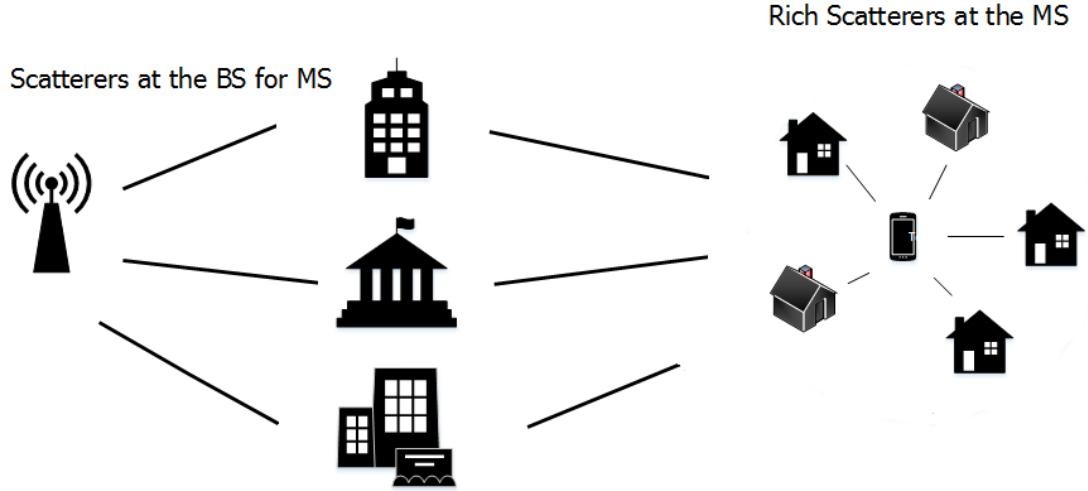 Rich Scatterers at the MS
Scatterers at the BS for MS
T